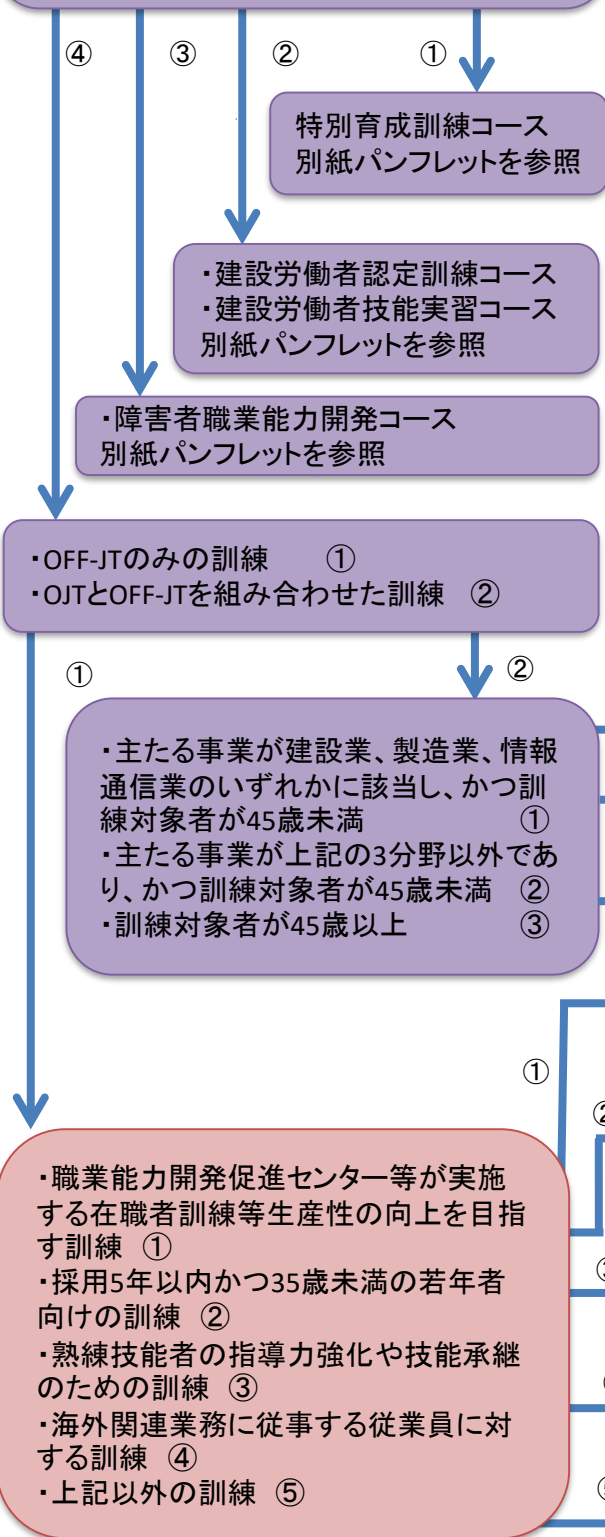 ④ ③ ② ①
特別育成訓練コース
別紙パンフレットを参照
・建設労働者認定訓練コース
・建設労働者技能実習コース
別紙パンフレットを参照
・障害者職業能力開発コース
別紙パンフレットを参照
・OFF-JTのみの訓練 ①
・OJTとOFF-JTを組み合わせた訓練 ②
① ②
・主たる事業が建設業、製造業、情報
通信業のいずれかに該当し、かつ訓
練対象者が45歳未満 ①
・主たる事業が上記の3分野以外であ
り、かつ訓練対象者が45歳未満 ②
・訓練対象者が45歳以上 ③
①
②
・職業能力開発促進センター等が実施
する在職者訓練等生産性の向上を目指
す訓練 ①
・採用5年以内かつ35歳未満の若年者
向けの訓練 ②
③
・熟練技能者の指導力強化や技能承継
のための訓練 ③
・海外関連業務に従事する従業員に対
する訓練 ④
・上記以外の訓練 ⑤
⑤